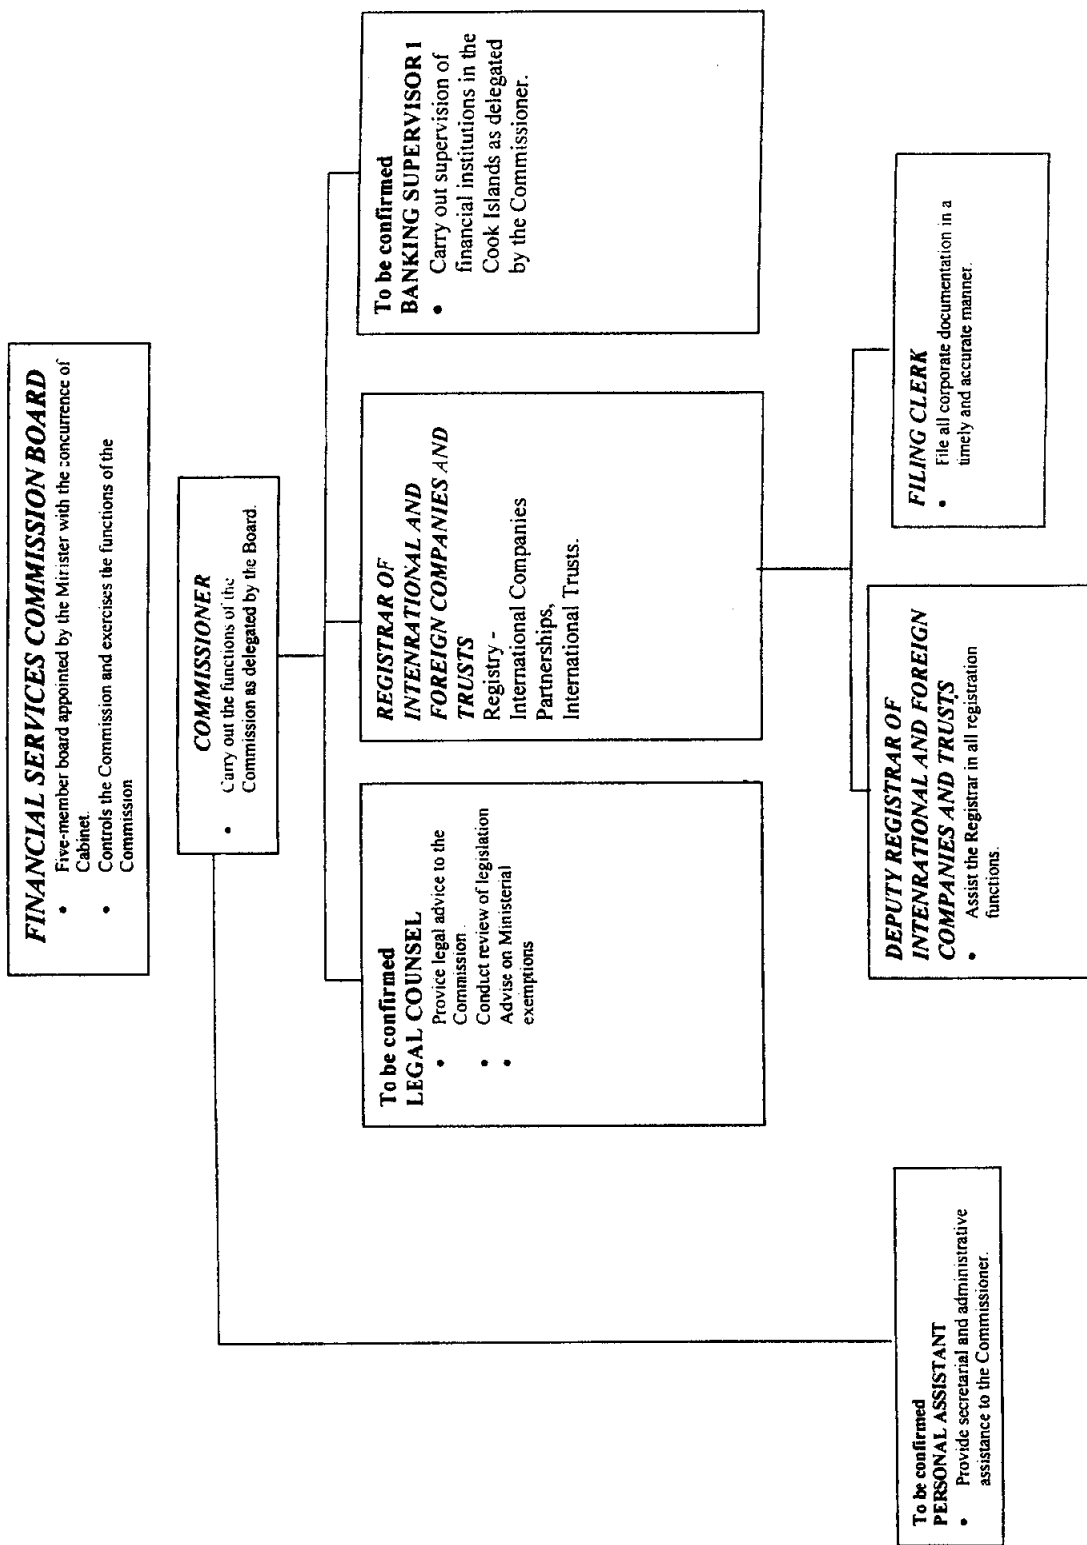 FINANCIAL SERVICES COMMISSION BOARD
• Five-member board appointed by the Minister with the concurrence of
Cabinet.
• Controls the Commission and exercises the functions of the
Commission
COMMISSIONER
• Carry out the functions of the
Commission as delegated by the Board.
To be confirmed
LEGAL COUNSEL
• Provice legal advice to the
Commission.
• Conduct review of legislation
• Advise on Ministerial
exemptions
REGISTRAR OF
INTENRATIONAL AND
FOREIGN COMPANIES AND
TRUSTS
Registry -
International Companies
Partnerships,
International Trusts.
To be confirmed
BANKING SUPERVISOR 1
• Carry out supervision of
financial institutions in the
Cook Islands as delegated
by the Commissioner.
To be confirmed
PERSONAL ASSISTANT
• Provide secretarial and administrative
assistance to the Commissioner.
DEPUTY REGISTRAR OF
INTENRATIONAL AND FOREIGN
COMPANIES AND TRUSTS
• Assist the Registrar in all registration
functions.
FILING CLERK
• File all corporate documentation in a
timely and accurate manner.